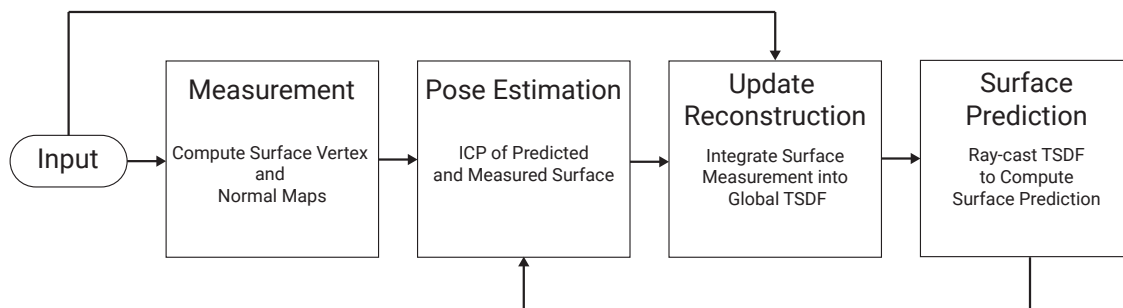 Input
Measurement
Compute Surface Vertex
and
Normal Maps
Pose Estimation
ICP of Predicted
and Measured Surface
Update
Reconstruction
Integrate Surface
Measurement into
Global TSDF
Surface
Prediction
Ray-cast TSDF
to Compute
Surface Prediction